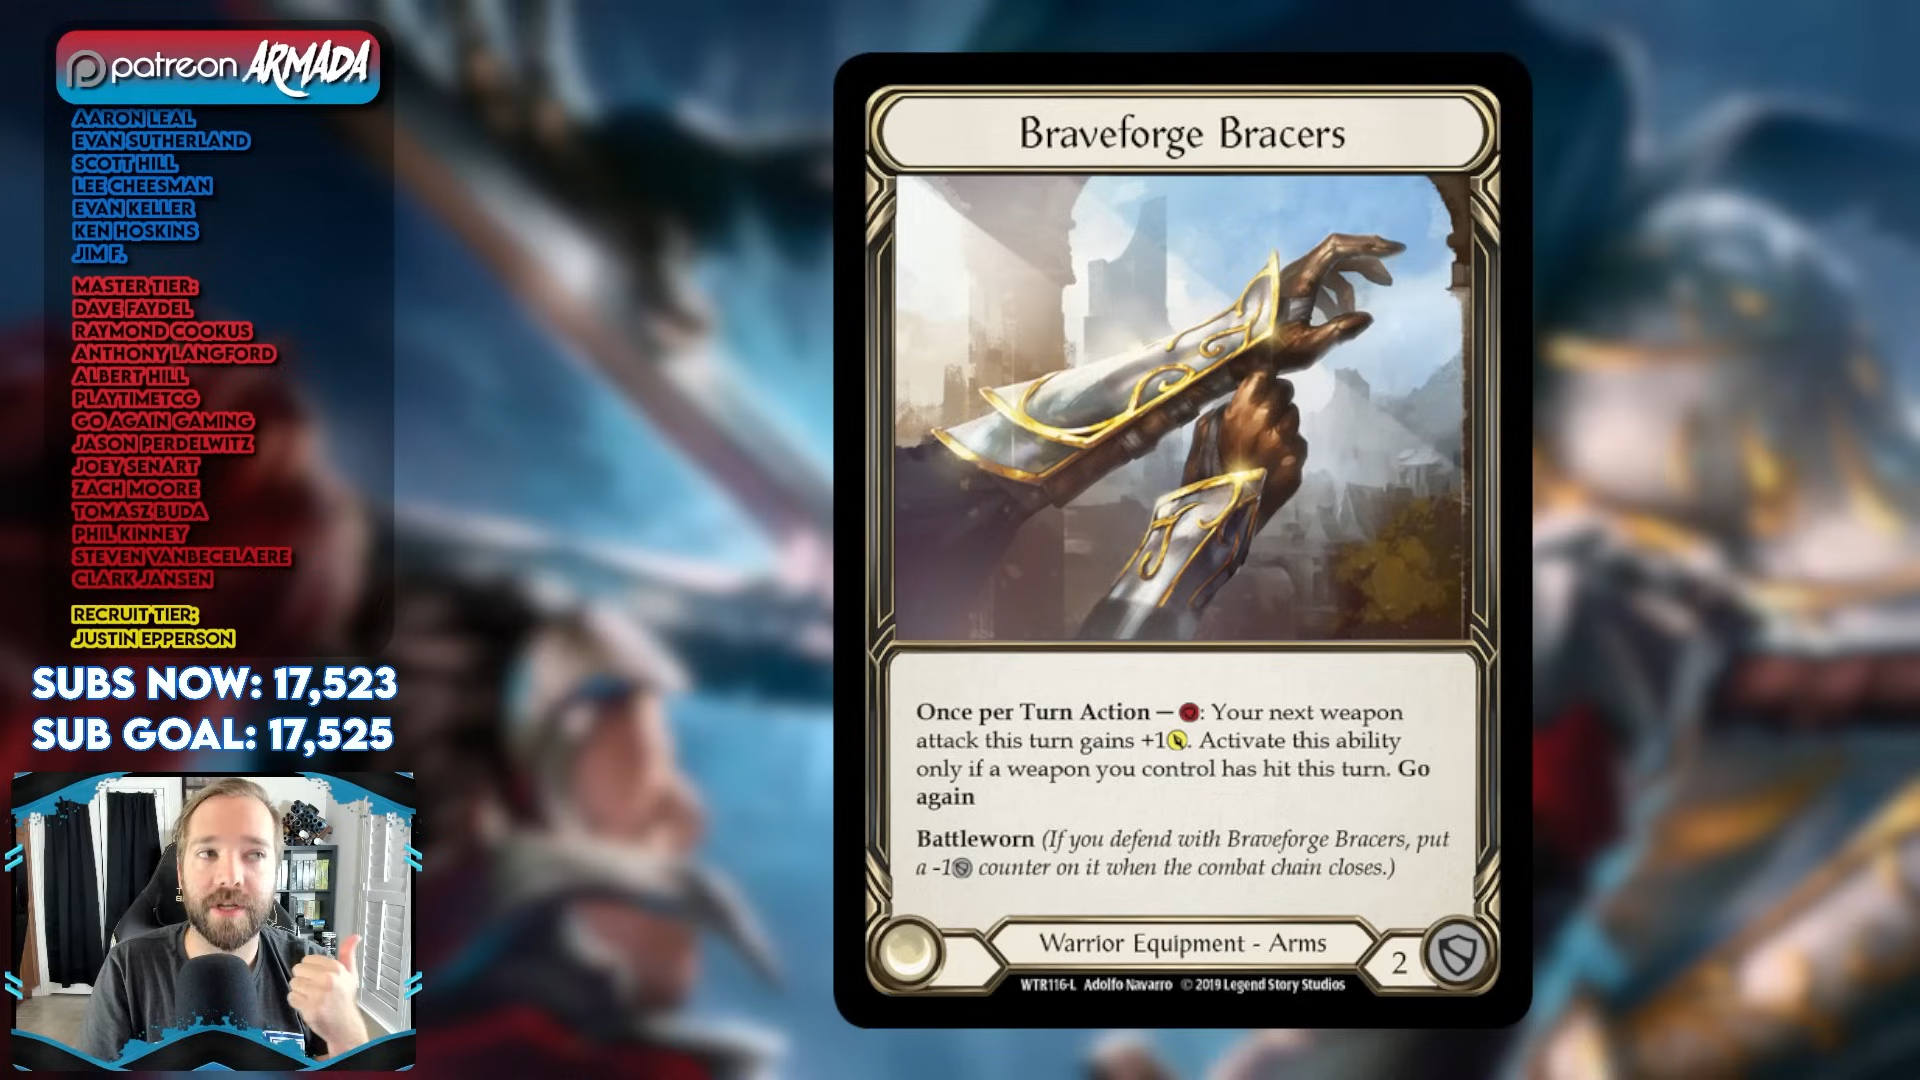 patreon ARMADA
AARON LEAL
EVAN SUTHERLAND
SCOTT HILL
LEE CHEESMAN
EVAN KELLER
KEN HOSKINS
JIM F.
MASTER TIER:
DAVE FAYDEL
RAYMOND COOKUS
ANTHONY LANGFORD
ALBERT HILL
PLAYTIMETCG
GO AGAIN GAMING
JASON PERDELWITZ
JOEY SENART
ZACH MOORE
TOMASZ BUDA
PHIL KINNEY
STEVEN VANBECELAERE
CLARK JANSEN
RECRUIT TIER:
JUSTIN EPPERSON
SUBS NOW: 17,523
SUB GOAL: 17,525
Braveforge Bracers
Once per Turn Action — : Your next weapon
attack this turn gains +1. Activate this ability
only if a weapon you control has hit this turn. Go
again
Battleworn (If you defend with Braveforge Bracers, put
a -1 counter on it when the combat chain closes.)
Warrior Equipment - Arms
2
WTR116-L Adolfo Navarro © 2019 Legend Story Studios